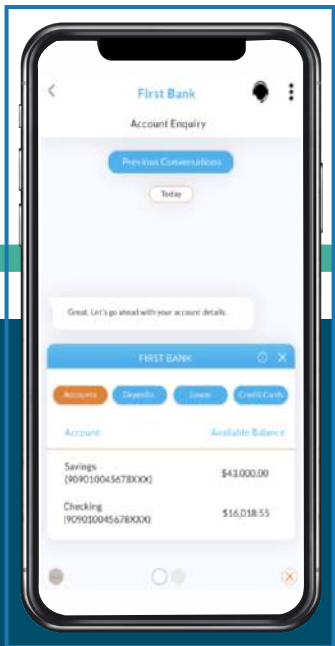 First Bank
Account Enquiry
Previous Conversations
Today
Great. Let's go ahead with your account details.
FIRST BANK
Accounts Deposits Loans Credit Cards
Account Available Balance
Savings
(909010045678XXX) $43,000.00
Checking
(909010045678XXX) $16,018.55